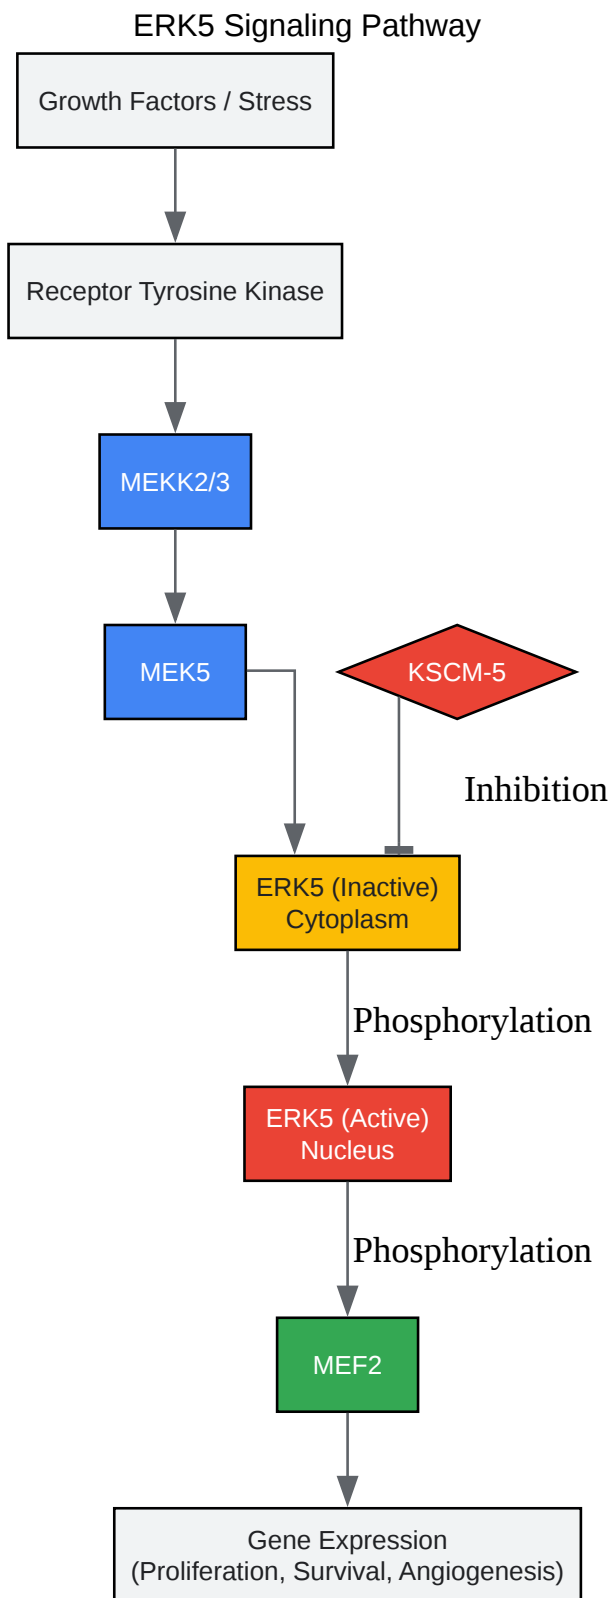 ERK5 Signaling Pathway
Growth Factors / Stress
Receptor Tyrosine Kinase
MEKK2/3
MEK5
KSCM-5
Inhibition
ERK5 (Inactive)
Cytoplasm
Phosphorylation
ERK5 (Active)
Nucleus
Phosphorylation
MEF2
Gene Expression
(Proliferation, Survival, Angiogenesis)